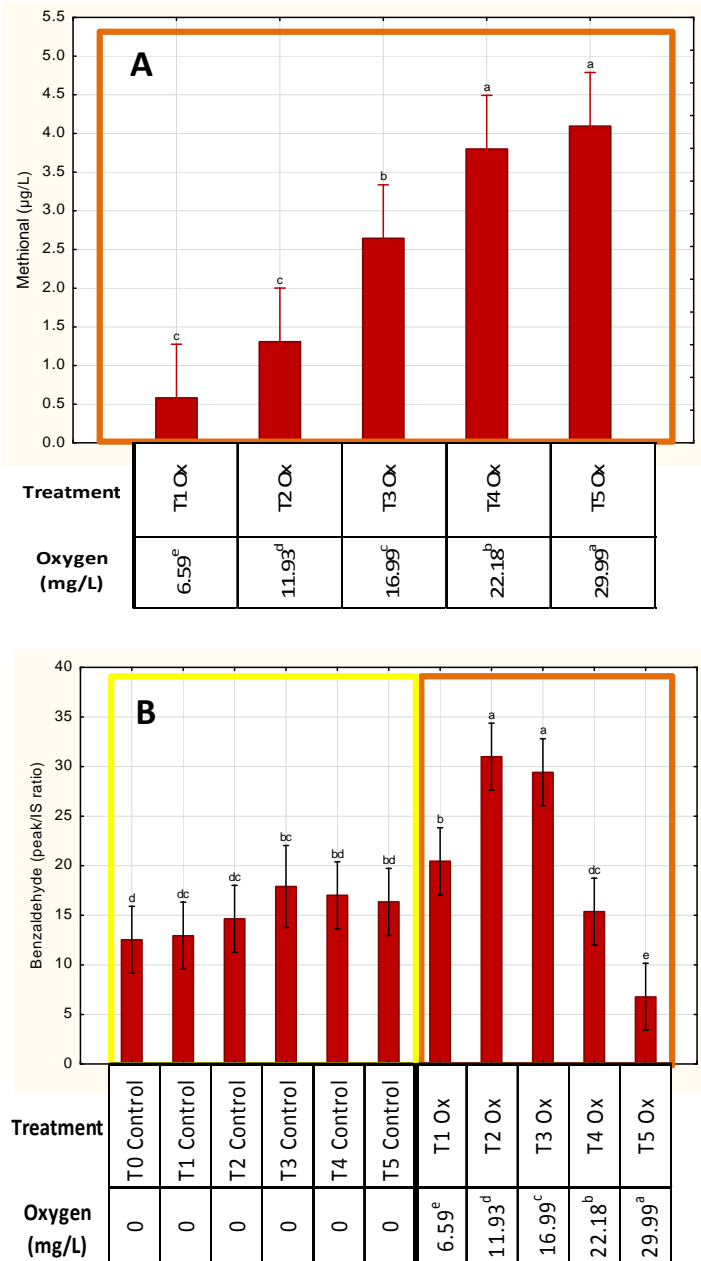 A
5.5
5.0
4.5
4.0
3.5
3.0
2.5
2.0
1.5
1.0
0.5
0.0
Methional (µg/L)
c
c
b
a
a
Treatment
T1 Ox
T2 Ox
T3 Ox
T4 Ox
T5 Ox
Oxygen
(mg/L)
6.59e
11.93d
16.99c
22.18b
29.99a
B
40
35
30
25
20
15
10
5
0
Benzaldehyde (peak/IS ratio)
d
dc
dc
bc
bd
bd
b
a
a
dc
e
Treatment
T0 Control
T1 Control
T2 Control
T3 Control
T4 Control
T5 Control
T1 Ox
T2 Ox
T3 Ox
T4 Ox
T5 Ox
Oxygen
(mg/L)
0
0
0
0
0
0
6.59e
11.93d
16.99c
22.18b
29.99a